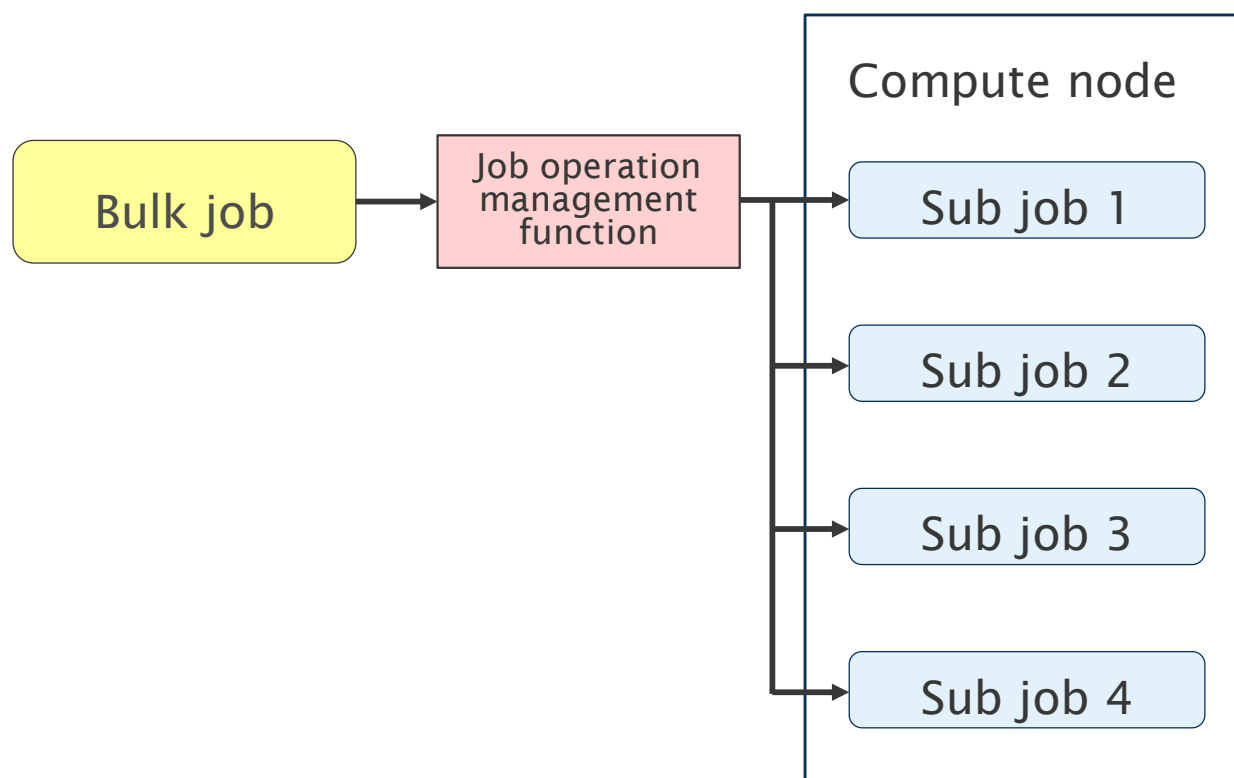 Compute node
Bulk job
Job operation
management
function
Sub job 1
Sub job 2
Sub job 3
Sub job 4